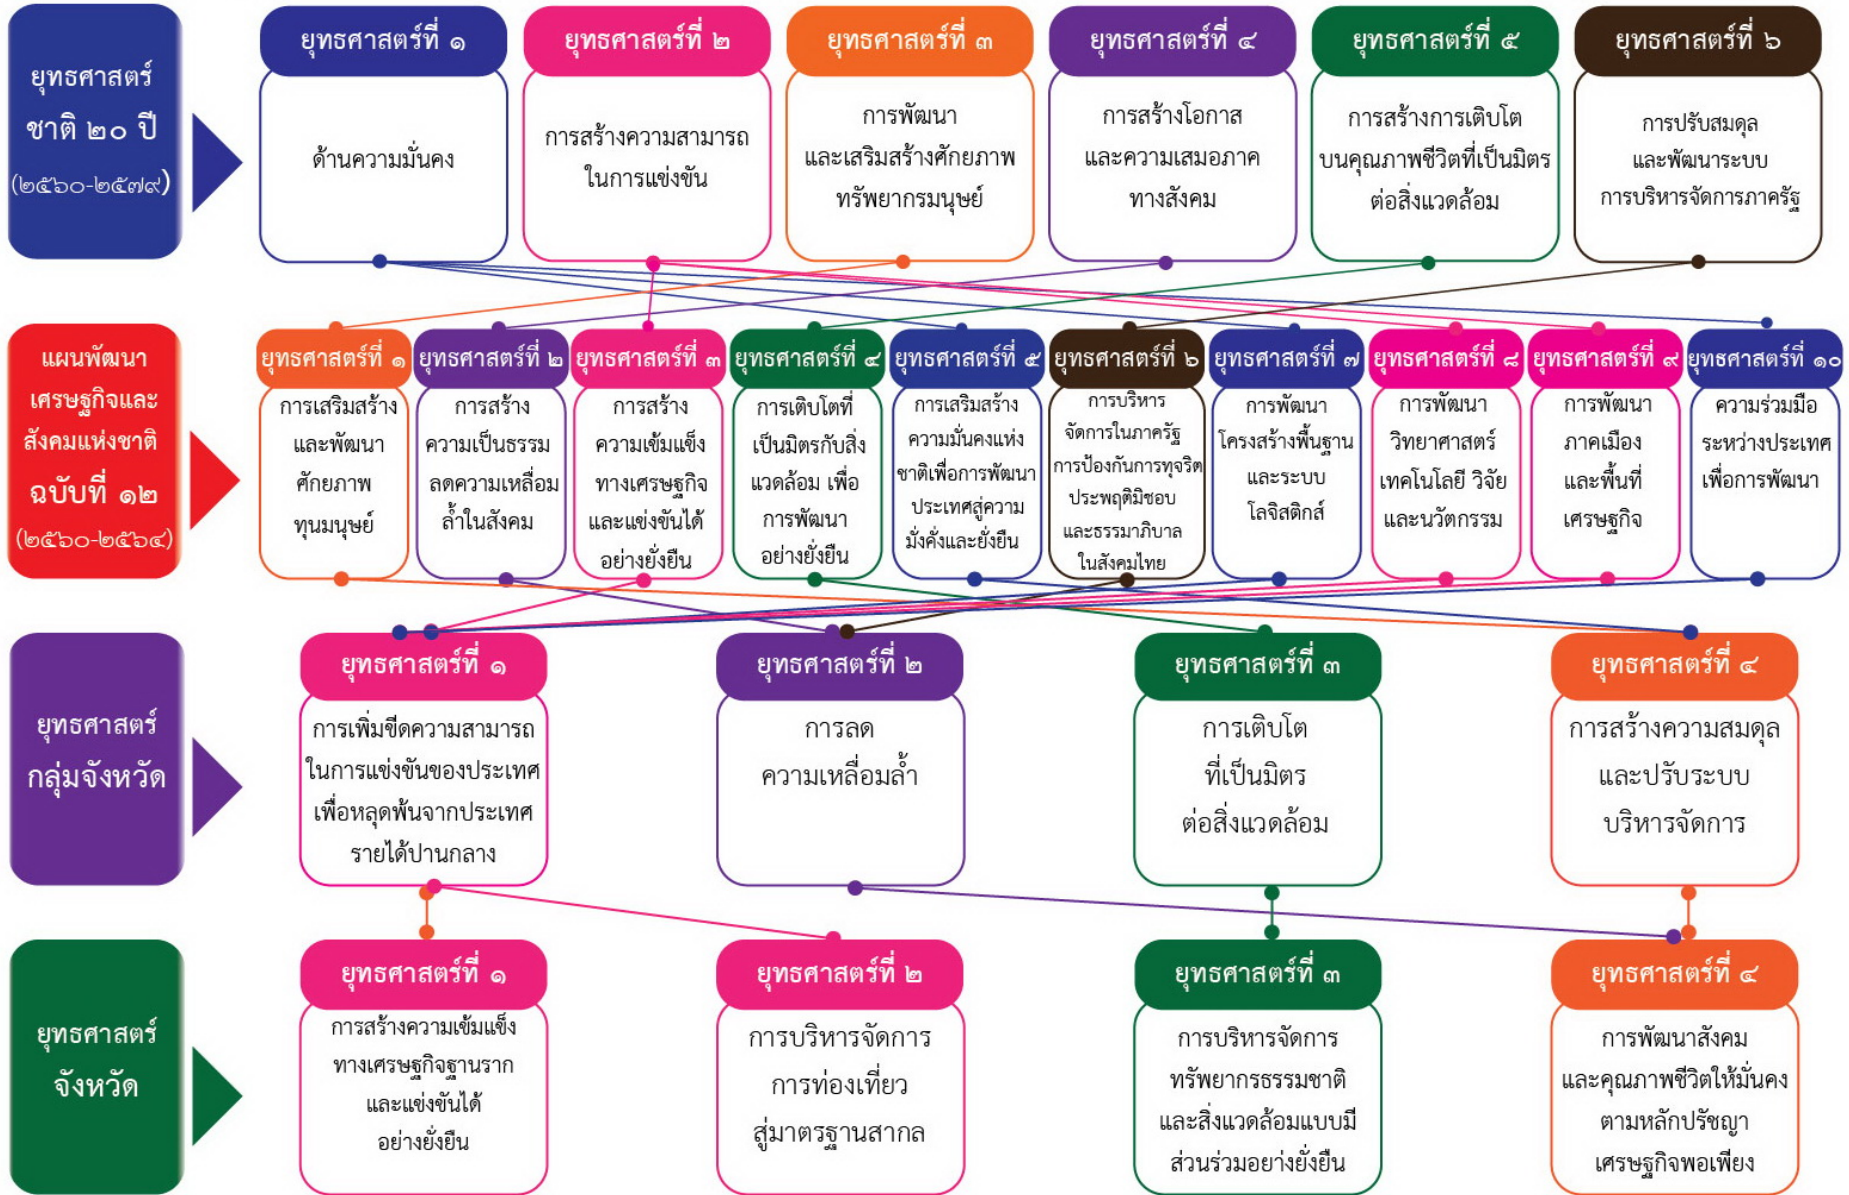 ยุทธศาสตร์
ชาติ ๒๐ ปี
(๒๕๖๐-๒๕๗๙)
ยุทธศาสตร์ที่ ๑
ด้านความมั่นคง
ยุทธศาสตร์ที่ ๒
การสร้างความสามารถ
ในการแข่งขัน
ยุทธศาสตร์ที่ ๓
การพัฒนา
และเสริมสร้างศักยภาพ
ทรัพยากรมนุษย์
ยุทธศาสตร์ที่ ๔
การสร้างโอกาส
และความเสมอภาค
ทางสังคม
ยุทธศาสตร์ที่ ๕
การสร้างการเติบโต
บนคุณภาพชีวิตที่เป็นมิตร
ต่อสิ่งแวดล้อม
ยุทธศาสตร์ที่ ๖
การปรับสมดุล
และพัฒนาระบบ
การบริหารจัดการภาครัฐ
แผนพัฒนา
เศรษฐกิจและ
สังคมแห่งชาติ
ฉบับที่ ๑๒
(๒๕๖๐-๒๕๖๔)
ยุทธศาสตร์ที่ ๑
การเสริมสร้าง
และพัฒนา
ศักยภาพ
ทุนมนุษย์
ยุทธศาสตร์ที่ ๒
การสร้าง
ความเป็นธรรม
ลดความเหลื่อม
ล้ำในสังคม
ยุทธศาสตร์ที่ ๓
การสร้าง
ความเข้มแข็ง
ทางเศรษฐกิจ
และแข่งขันได้
อย่างยั่งยืน
ยุทธศาสตร์ที่ ๔
การเติบโตที่
เป็นมิตรกับสิ่ง
แวดล้อม เพื่อ
การพัฒนา
อย่างยั่งยืน
ยุทธศาสตร์ที่ ๕
การเสริมสร้าง
ความมั่นคงแห่ง
ชาติเพื่อการพัฒนา
ประเทศสู่ความ
มั่งคั่งและยั่งยืน
ยุทธศาสตร์ที่ ๖
การบริหาร
จัดการในภาครัฐ
การป้องกันการทุจริต
ประพฤติมิชอบ
และธรรมาภิบาล
ในสังคมไทย
ยุทธศาสตร์ที่ ๗
การพัฒนา
โครงสร้างพื้นฐาน
และระบบ
โลจิสติกส์
ยุทธศาสตร์ที่ ๘
การพัฒนา
วิทยาศาสตร์
เทคโนโลยี วิจัย
และนวัตกรรม
ยุทธศาสตร์ที่ ๙
การพัฒนา
ภาคเมือง
และพื้นที่
เศรษฐกิจ
ยุทธศาสตร์ที่ ๑๐
ความร่วมมือ
ระหว่างประเทศ
เพื่อการพัฒนา
ยุทธศาสตร์
กลุ่มจังหวัด
ยุทธศาสตร์ที่ ๑
การเพิ่มขีดความสามารถ
ในการแข่งขันของประเทศ
เพื่อหลุดพ้นจากประเทศ
รายได้ปานกลาง
ยุทธศาสตร์ที่ ๒
การลด
ความเหลื่อมล้ำ
ยุทธศาสตร์ที่ ๓
การเติบโต
ที่เป็นมิตร
ต่อสิ่งแวดล้อม
ยุทธศาสตร์ที่ ๔
การสร้างความสมดุล
และปรับระบบ
บริหารจัดการ
ยุทธศาสตร์
จังหวัด
ยุทธศาสตร์ที่ ๑
การสร้างความเข้มแข็ง
ทางเศรษฐกิจฐานราก
และแข่งขันได้
อย่างยั่งยืน
ยุทธศาสตร์ที่ ๒
การบริหารจัดการ
การท่องเที่ยว
สู่มาตรฐานสากล
ยุทธศาสตร์ที่ ๓
การบริหารจัดการ
ทรัพยากรธรรมชาติ
และสิ่งแวดล้อมแบบมี
ส่วนร่วมอยา่งยั่งยืน
ยุทธศาสตร์ที่ ๔
การพัฒนาสังคม
และคุณภาพชีวิตให้มั่นคง
ตามหลักปรัชญา
เศรษฐกิจพอเพียง